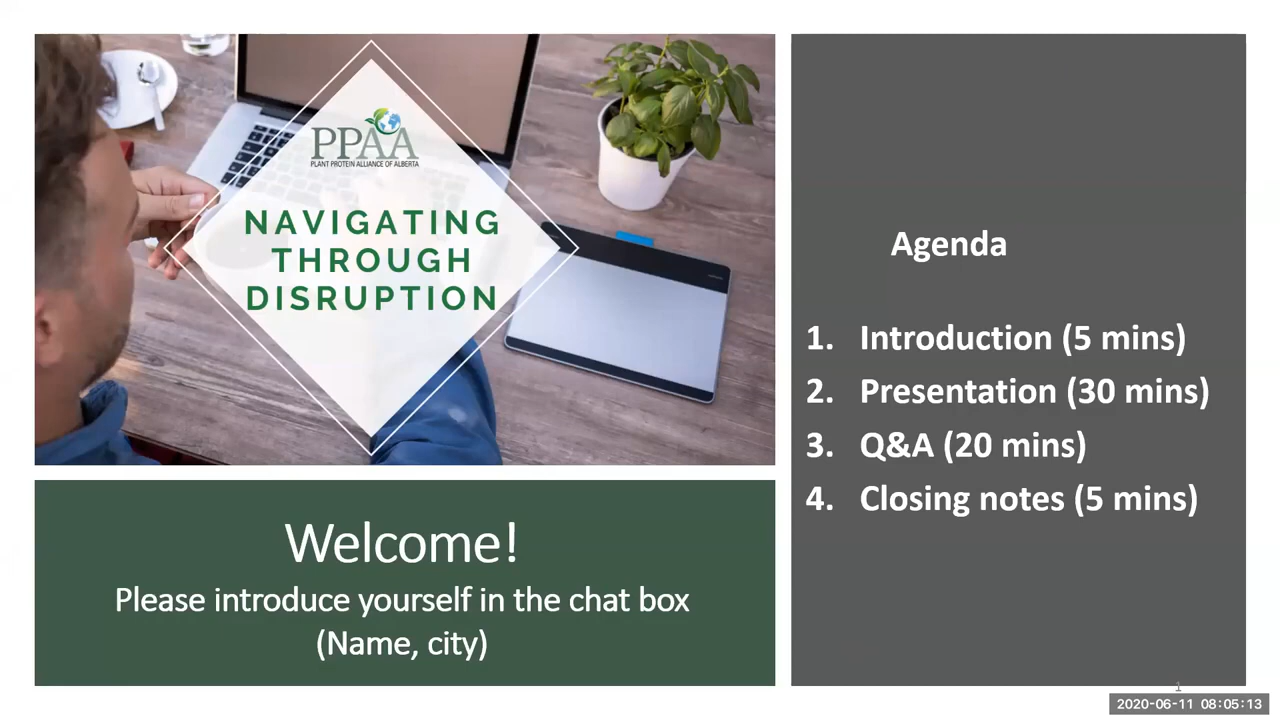 PPAA
PLANT PROTEIN ALLIANCE OF ALBERTA
NAVIGATING
THROUGH
DISRUPTION
Welcome!
Please introduce yourself in the chat box
(Name, city)
Agenda
1. Introduction (5 mins)
2. Presentation (30 mins)
3. Q&A (20 mins)
4. Closing notes (5 mins)
1
2020-06-11 08:05:13